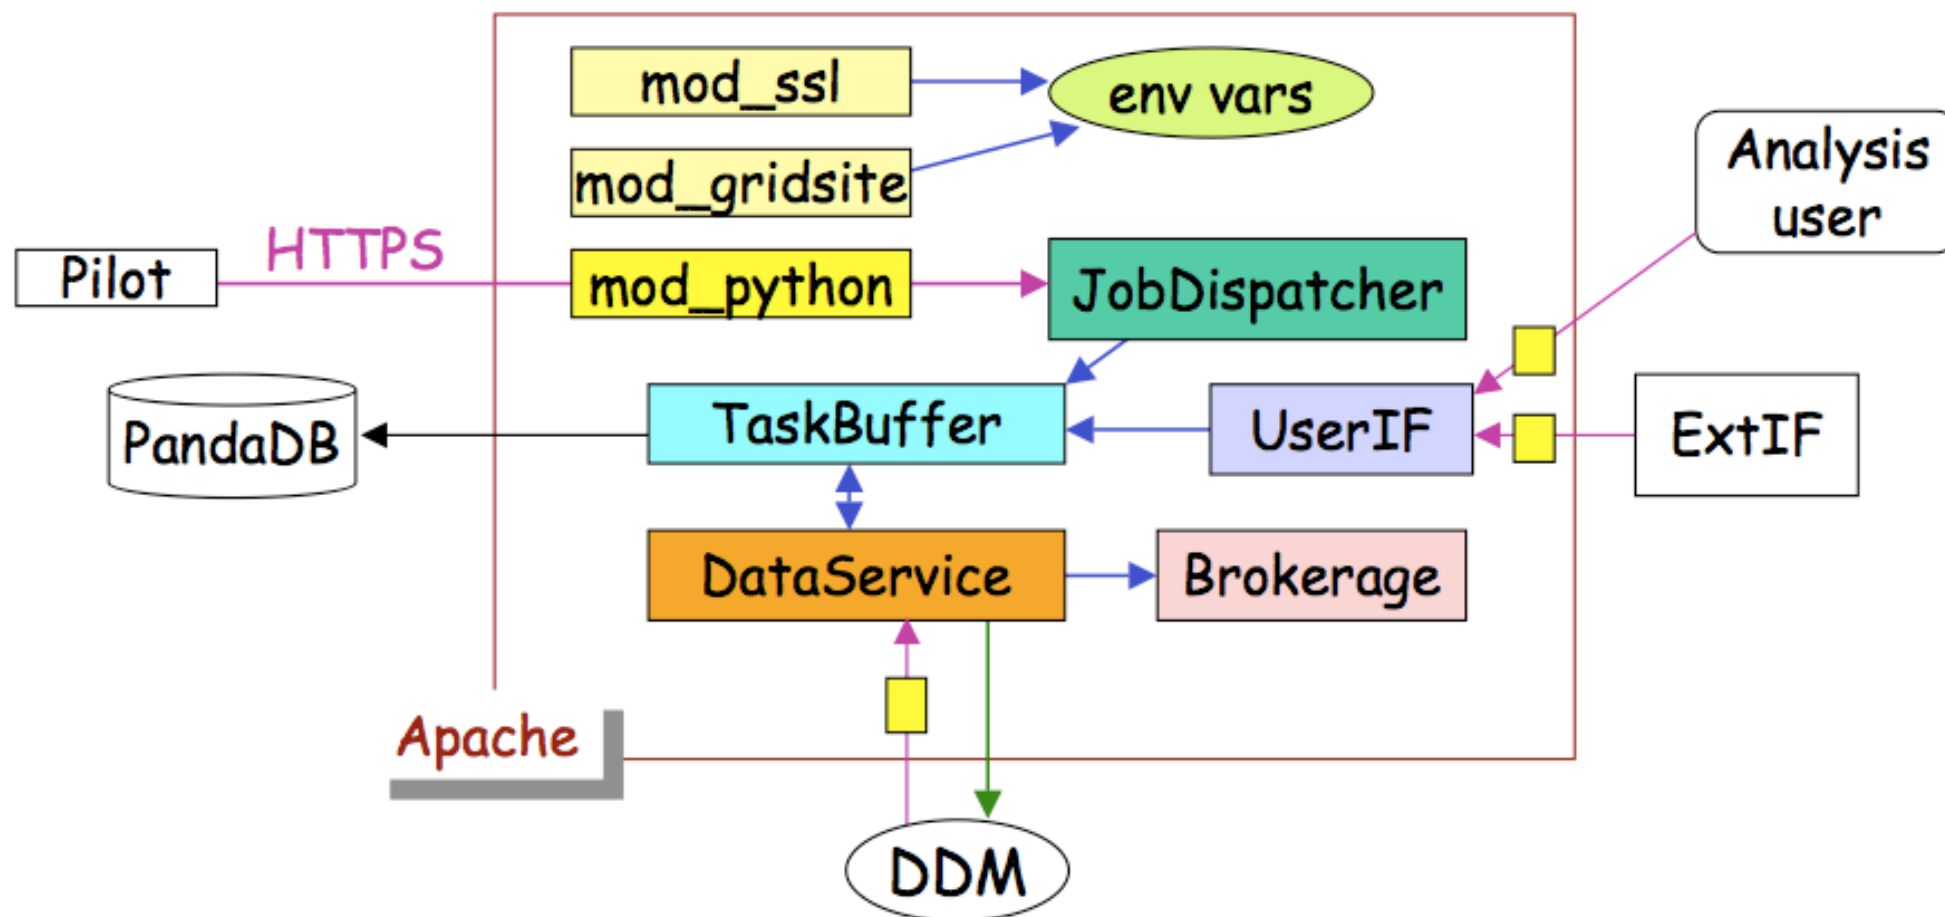 mod_ssl
env vars
mod_gridsite
Analysis
user
HTTPS
Pilot
mod_python
JobDispatcher
PandaDB
TaskBuffer
UserIF
ExtIF
DataService
Brokerage
Apache
DDM